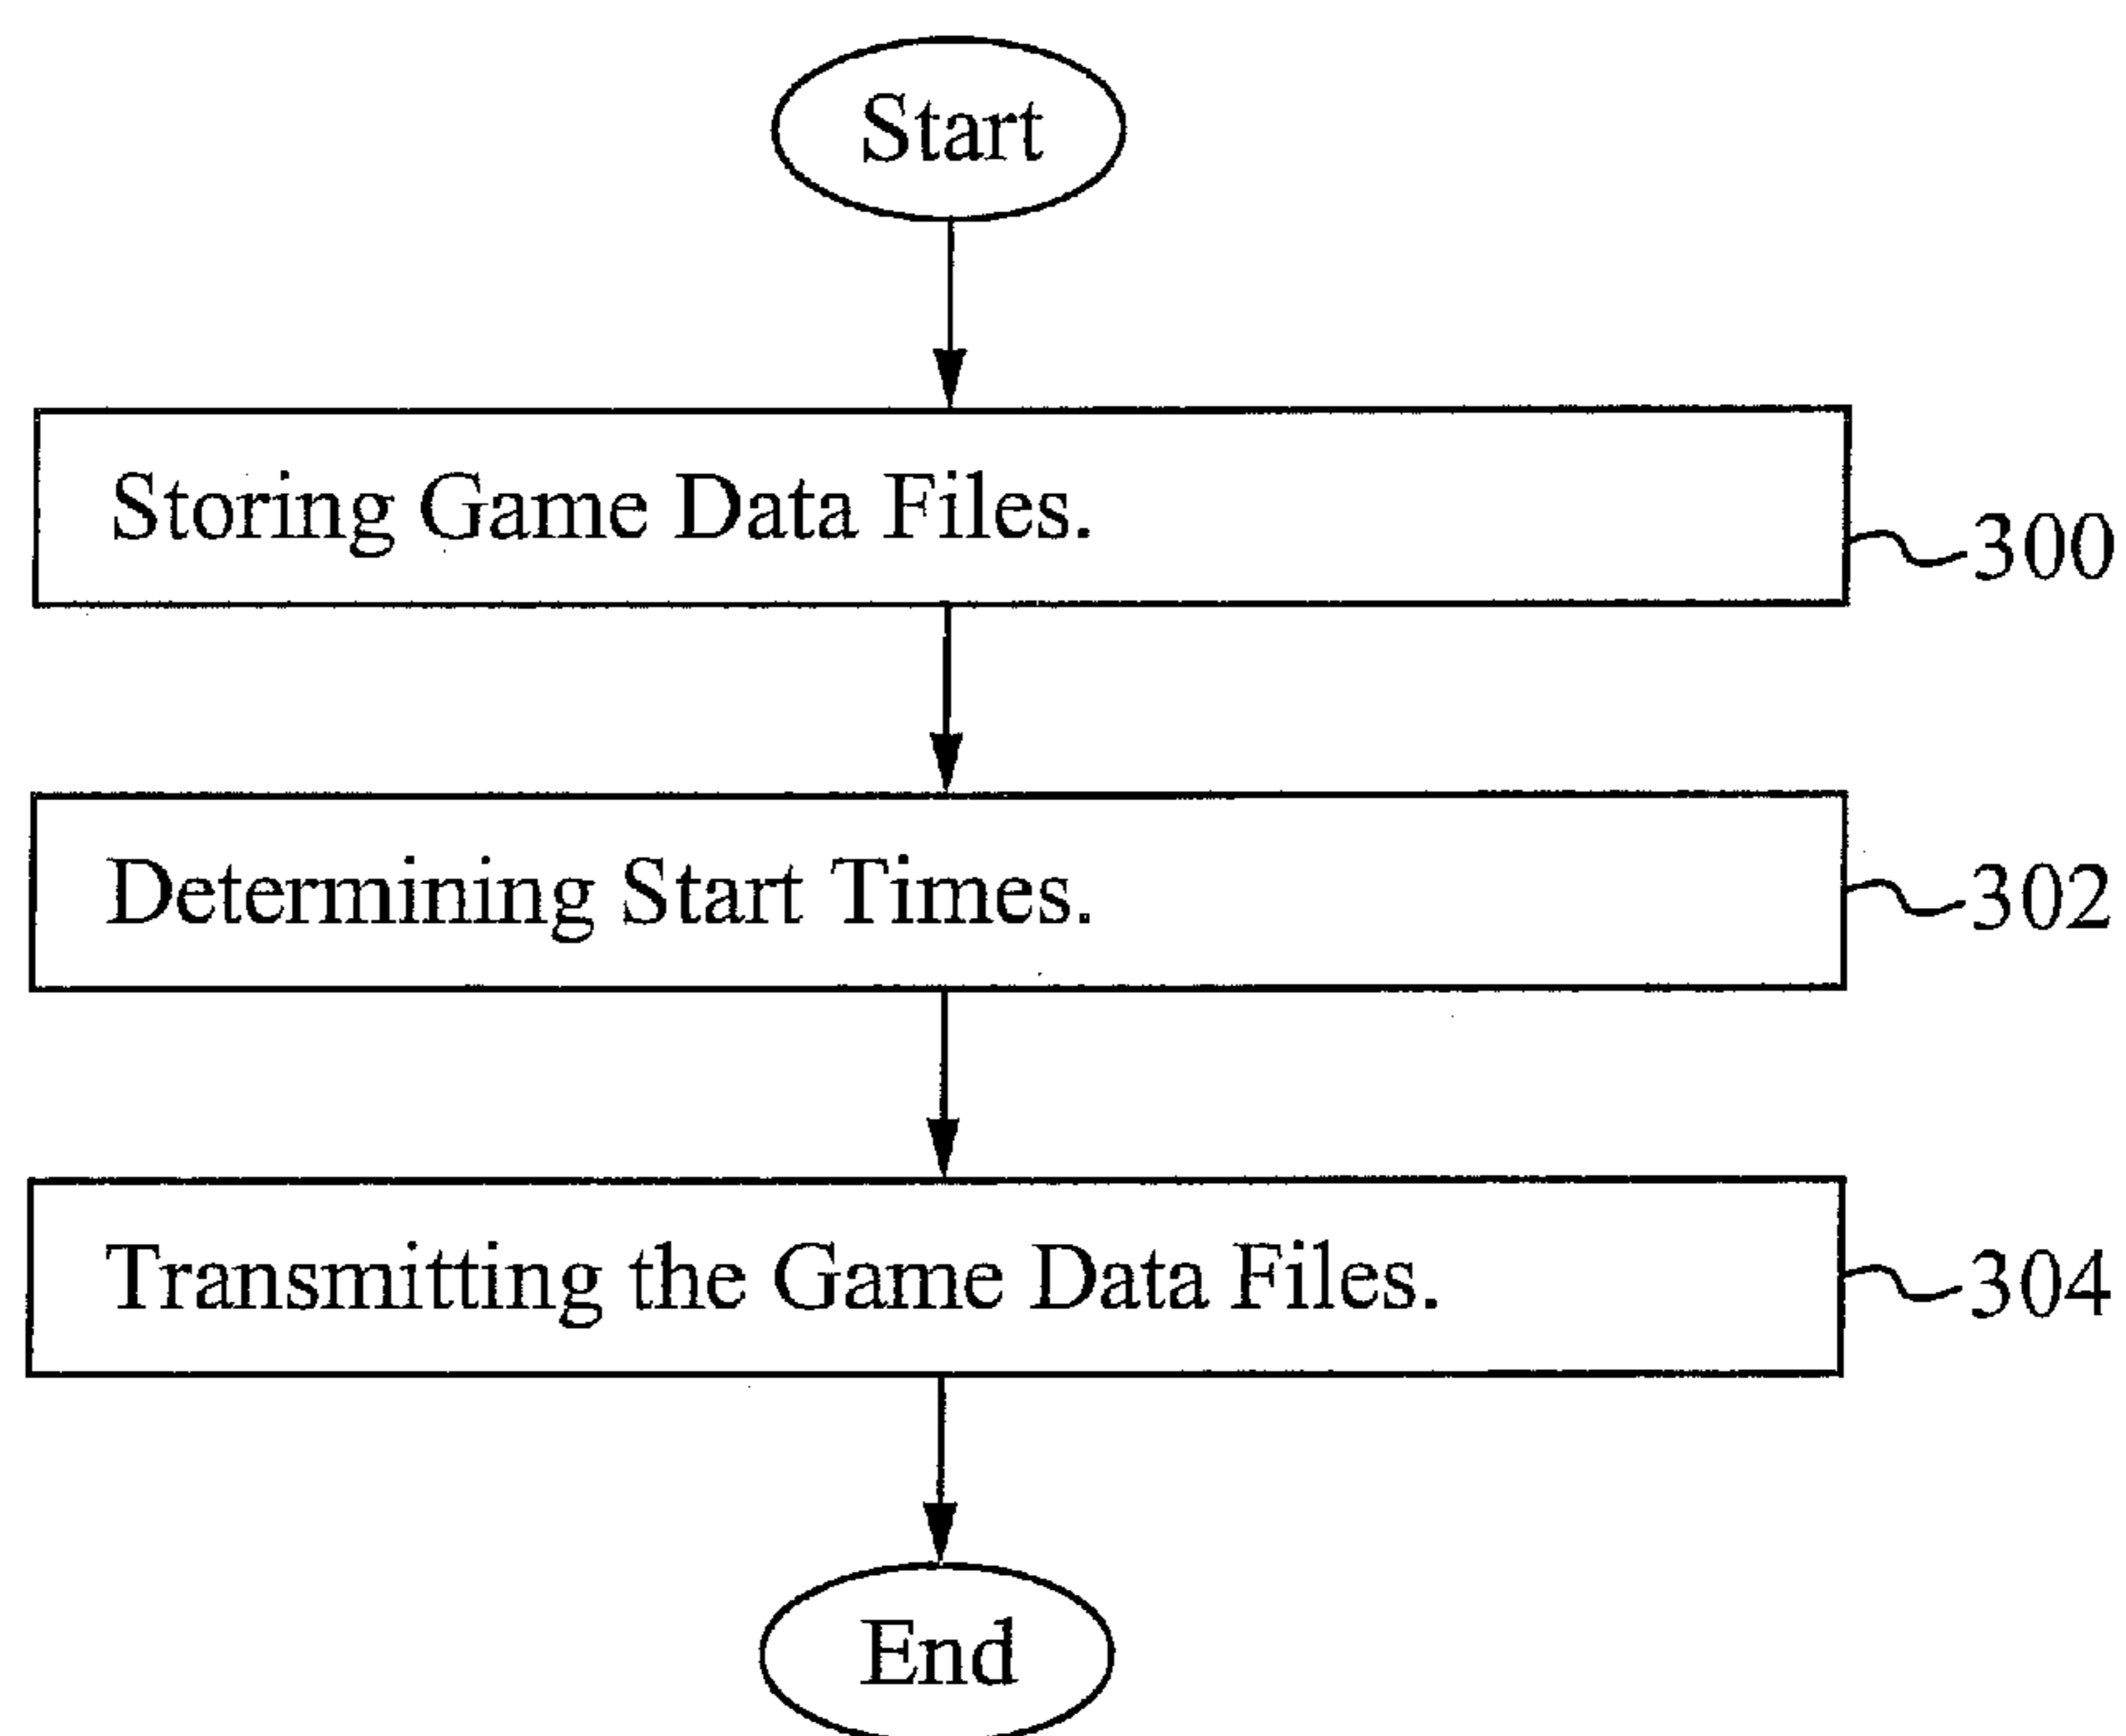 Start
Storing Game Data Files.
300
Determining Start Times.
302
Transmitting the Game Data Files.
304
End